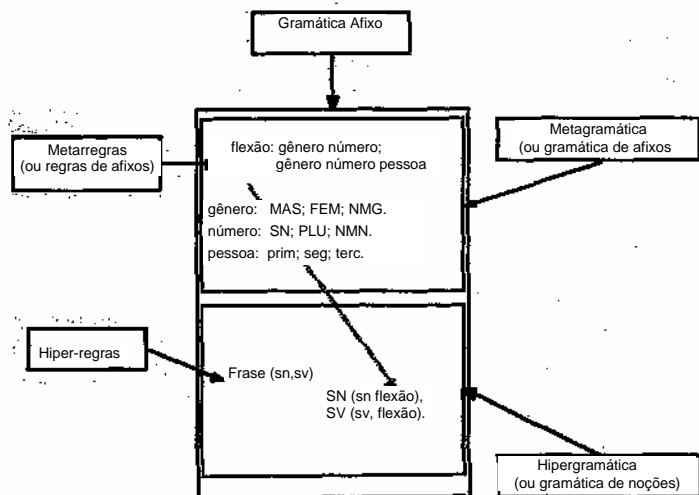 Gramática Afixo
Metarregras
(ou regras de afixos)
flexão: gênero número;
gênero número pessoa
gênero: MAS; FEM; NMG.
número: SN; PLU; NMN.
pessoa: prim; seg; terc.
Metagramática
(ou gramática de afixos
Hiper-regras
Frase (sn,sv)
SN (sn flexão),
SV (sv, flexão).
Hipergramática
(ou gramática de noções)